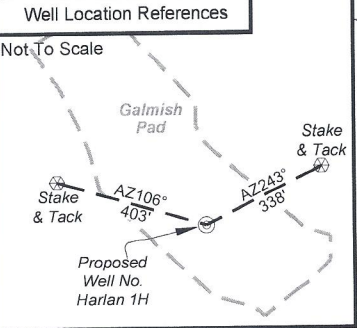 Well Location References
Not To Scale
Galmish
Pad
Stake
& Tack
AZ243°
338'
AZ106°
403'
Stake
& Tack
Proposed
Well No.
Harlan 1H